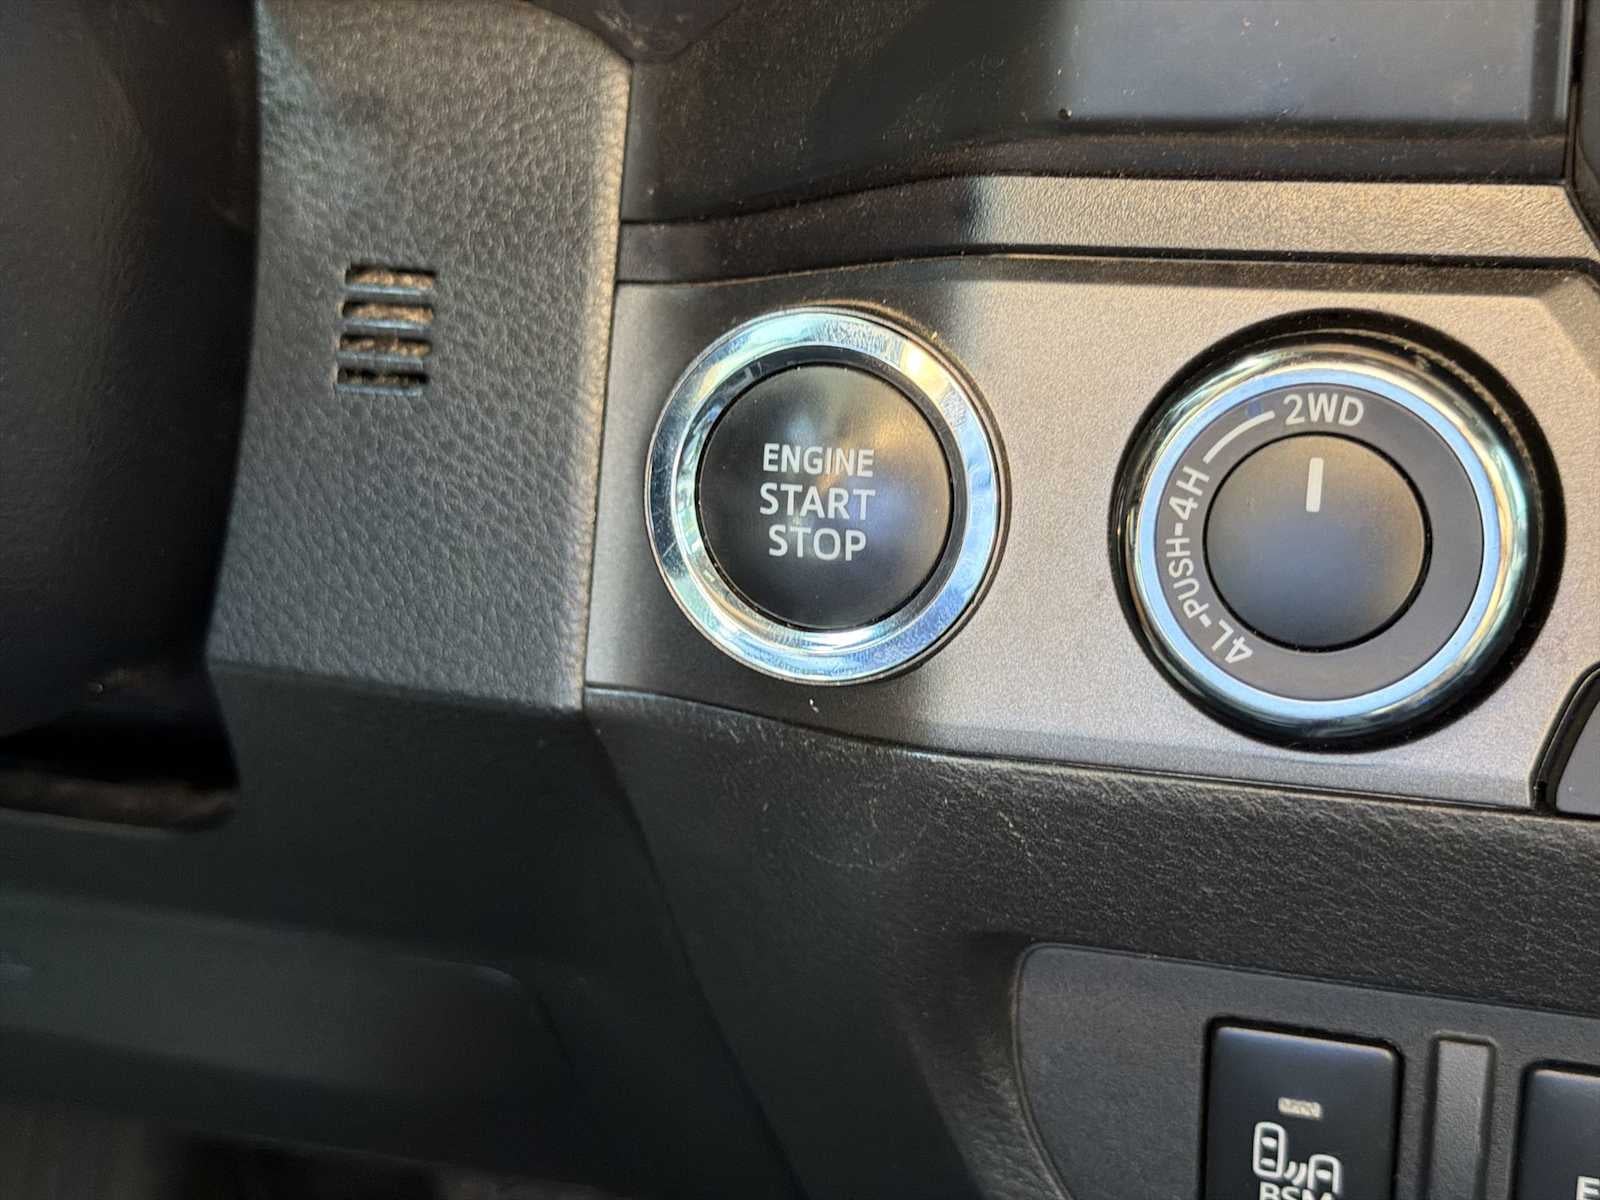 ENGINE
START
STOP
2WD
4L-PUSH-4H
BSM